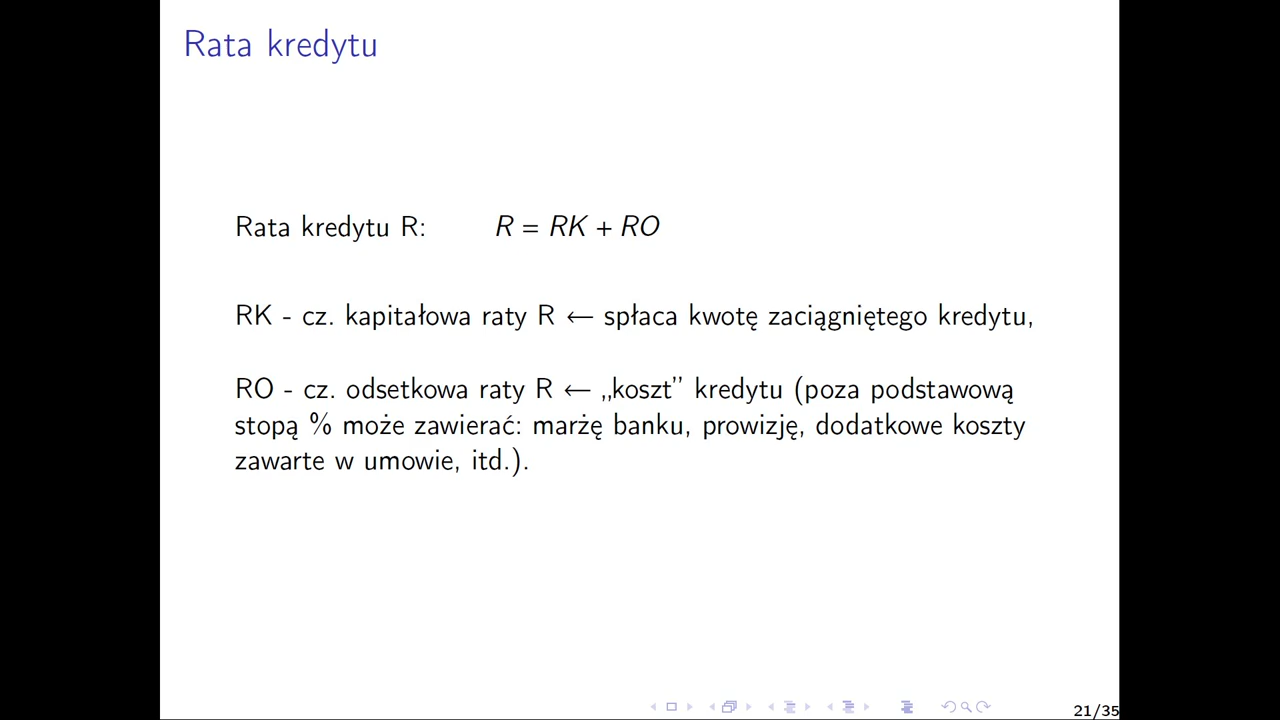 Rata kredytu
Rata kredytu R: R = RK + RO
RK - cz. kapitałowa raty R ← spłaca kwotę zaciągniętego kredytu,
RO - cz. odsetkowa raty R ← „koszt” kredytu (poza podstawową
stopą % może zawierać: marżę banku, prowizję, dodatkowe koszty
zawarte w umowie, itd.).
21/35